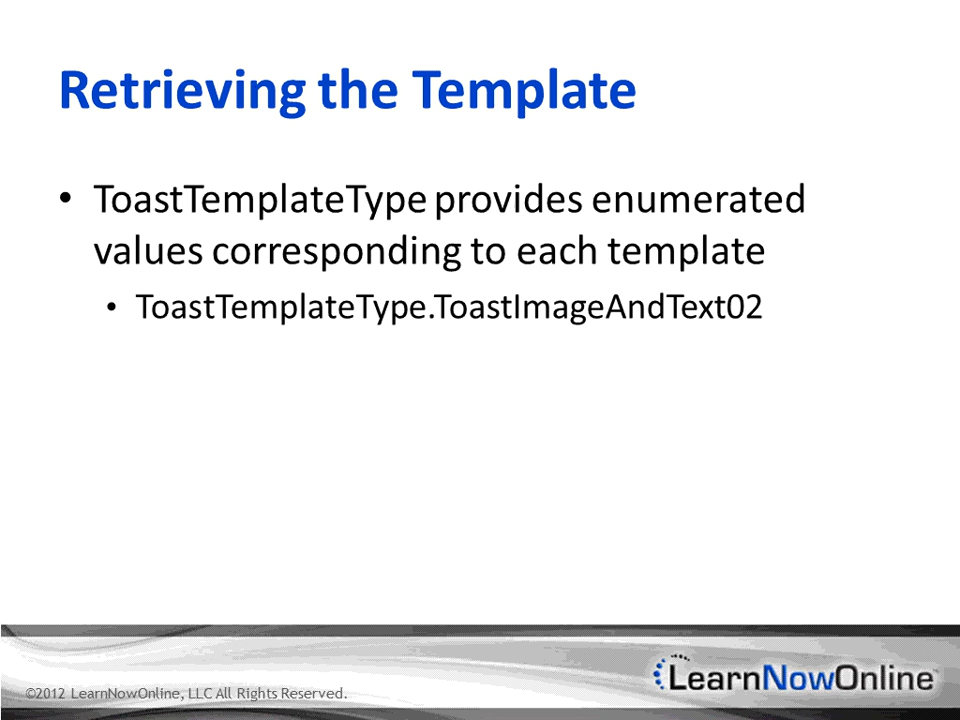 Retrieving the Template
• ToastTemplateType provides enumerated
values corresponding to each template
• ToastTemplateType.ToastImageAndText02
©2012 LearnNowOnline, LLC All Rights Reserved.
LearnNowOnline